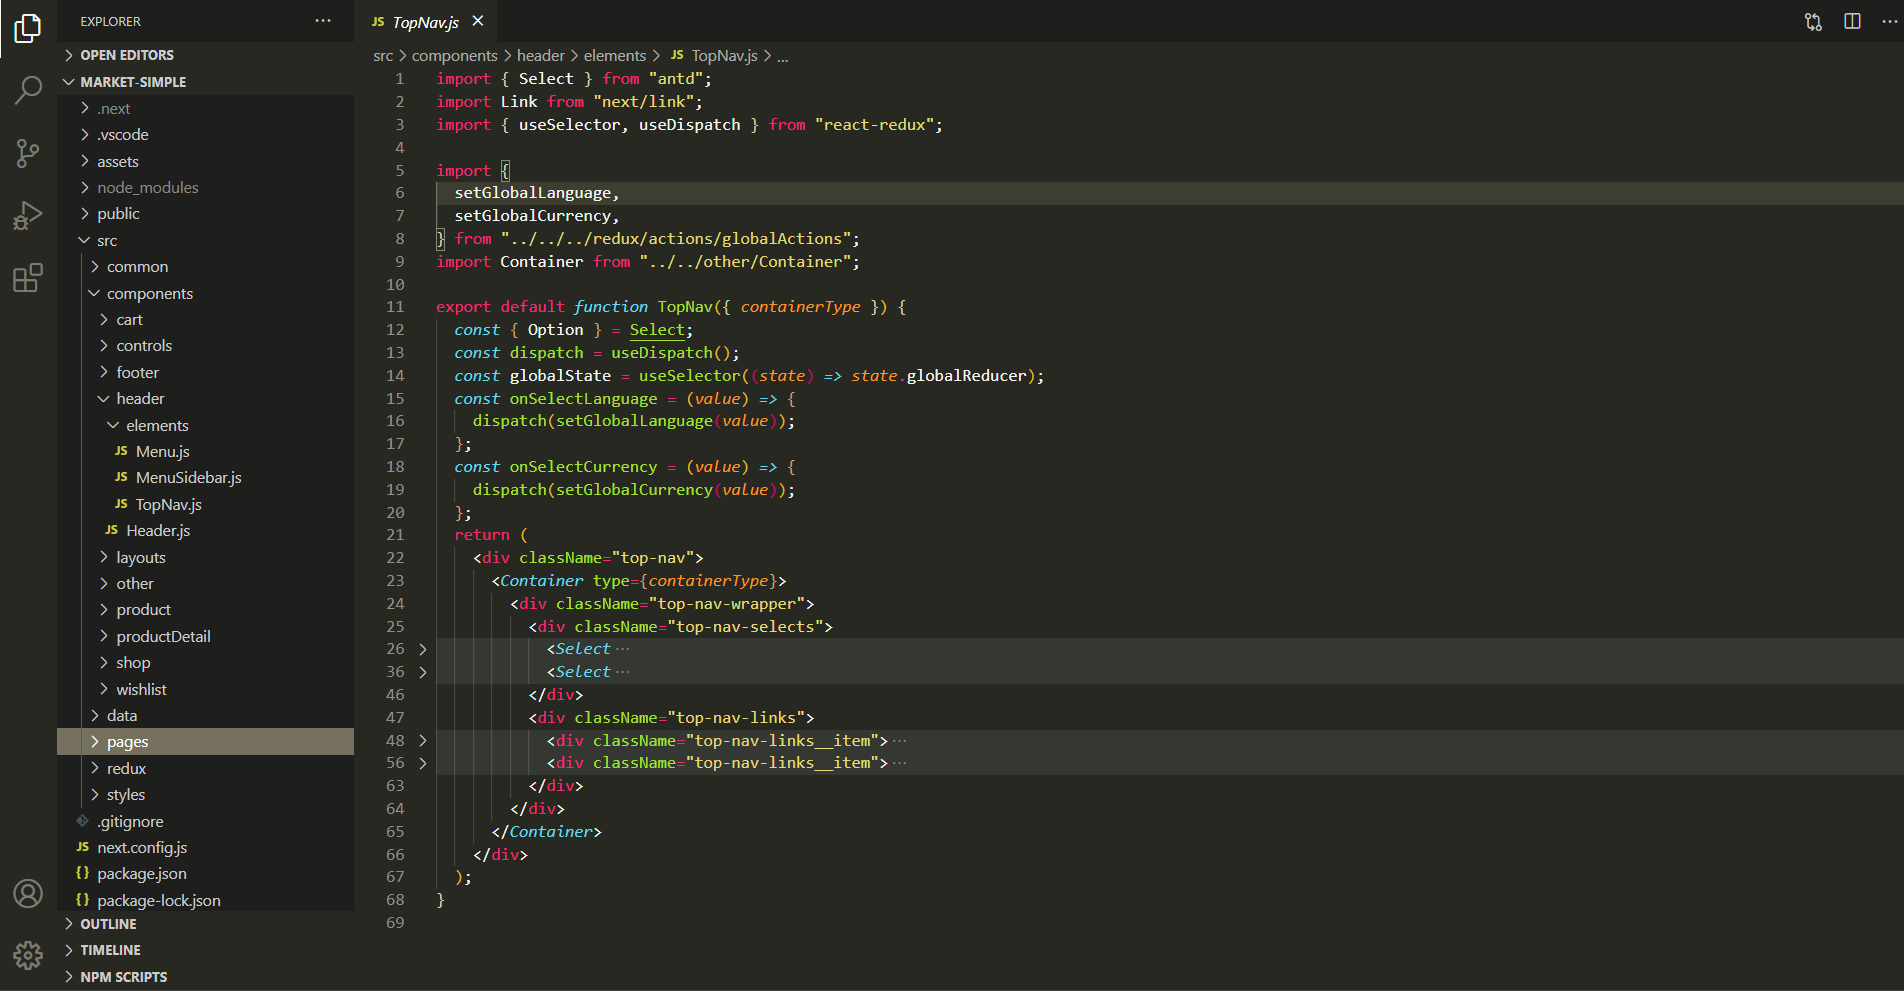 EXPLORER
OPEN EDITORS
MARKET-SIMPLE
.next
.vscode
assets
node_modules
public
src
common
components
cart
controls
footer
header
elements
JS Menu.js
JS MenuSidebar.js
JS TopNav.js
JS Header.js
layouts
other
product
productDetail
shop
wishlist
data
pages
redux
styles
.gitignore
JS next.config.js
{} package.json
{} package-lock.json
OUTLINE
TIMELINE
NPM SCRIPTS
JS TopNav.js
src > components > header > elements > JS TopNav.js > ...
1 import { Select } from "antd";
2 import Link from "next/link";
3 import { useSelector, useDispatch } from "react-redux";
4
5 import {
6 setGlobalLanguage,
7 setGlobalCurrency,
8 } from "../../../redux/actions/globalActions";
9 import Container from "../../other/Container";
10
11 export default function TopNav({ containerType }) {
12 const { Option } = Select;
13 const dispatch = useDispatch();
14 const globalState = useSelector((state) => state.globalReducer);
15 const onSelectLanguage = (value) => {
16 dispatch(setGlobalLanguage(value));
17 };
18 const onSelectCurrency = (value) => {
19 dispatch(setGlobalCurrency(value));
20 };
21 return (
22 <div className="top-nav">
23 <Container type={containerType}>
24 <div className="top-nav-wrapper">
25 <div className="top-nav-selects">
26 <Select ···
36 <Select ···
46 </div>
47 <div className="top-nav-links">
48 <div className="top-nav-links__item"> ···
56 <div className="top-nav-links__item"> ···
63 </div>
64 </div>
65 </Container>
66 </div>
67 );
68 }
69